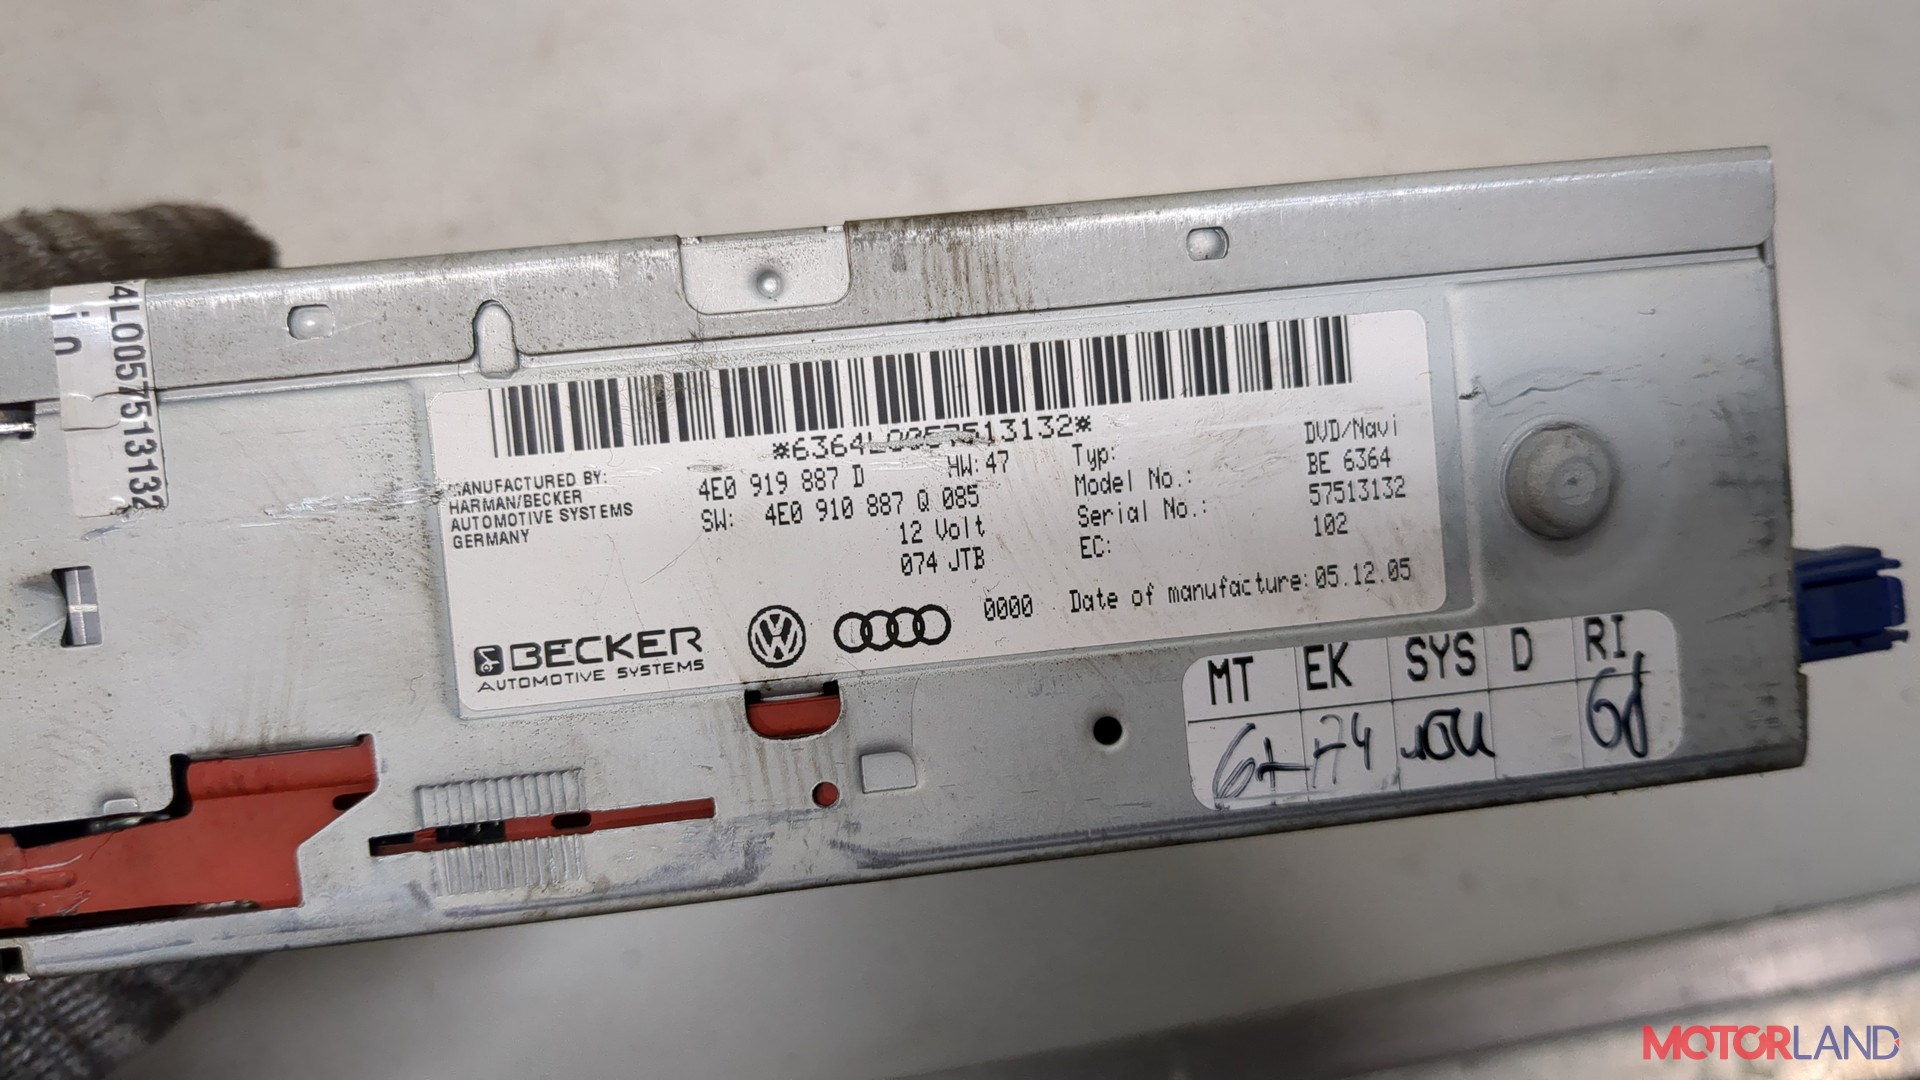 4L0057513132
*6364L0057513132*
MANUFACTURED BY:
HARMAN/BECKER
AUTOMOTIVE SYSTEMS
GERMANY
4E0 919 887 D HW: 47
SW: 4E0 910 887 Q 085
12 Volt
074 JTB
Typ: DVD/Navi
Model No.: BE 6364
Serial No.: 57513132
EC: 102
0000 Date of manufacture: 05.12.05
BECKER
AUTOMOTIVE SYSTEMS
MT EK SYS D RI
MOTORLAND